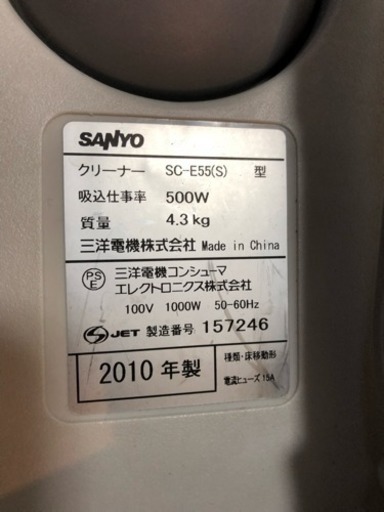 SANYO
クリーナー SC-E55(S) 型
吸込仕事率 500W
質量 4.3kg
三洋電機株式会社 Made in China
PS E 三洋電機コンシューマ
エレクトロニクス株式会社
100V 1000W 50-60Hz
S JET 製造番号 157246
2010年製
種類・床移動形
電流ヒューズ 15A